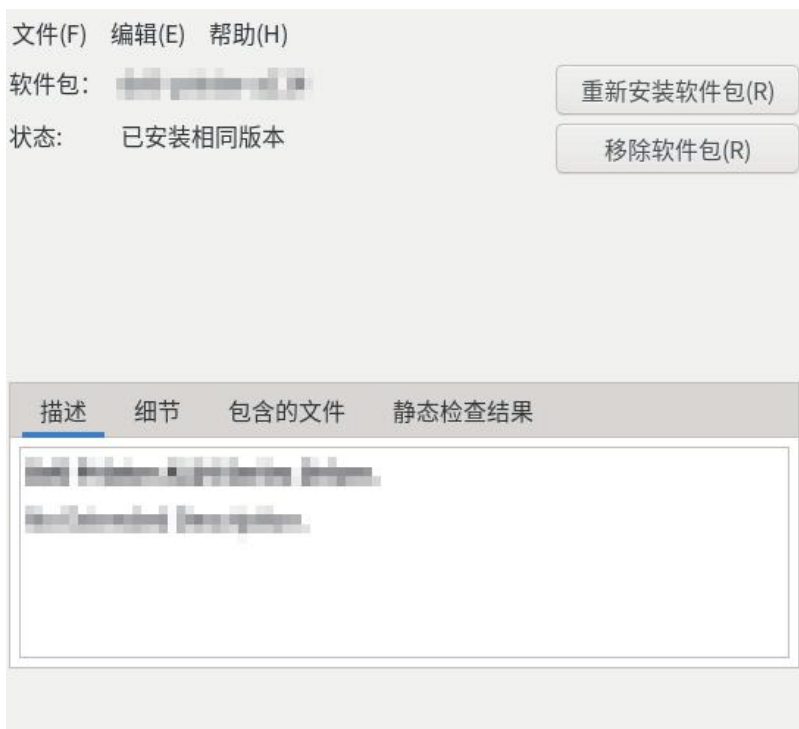 文件(F) 编辑(E) 帮助(H)
软件包:
重新安装软件包(R)
状态: 已安装相同版本
移除软件包(R)
描述 细节 包含的文件 静态检查结果